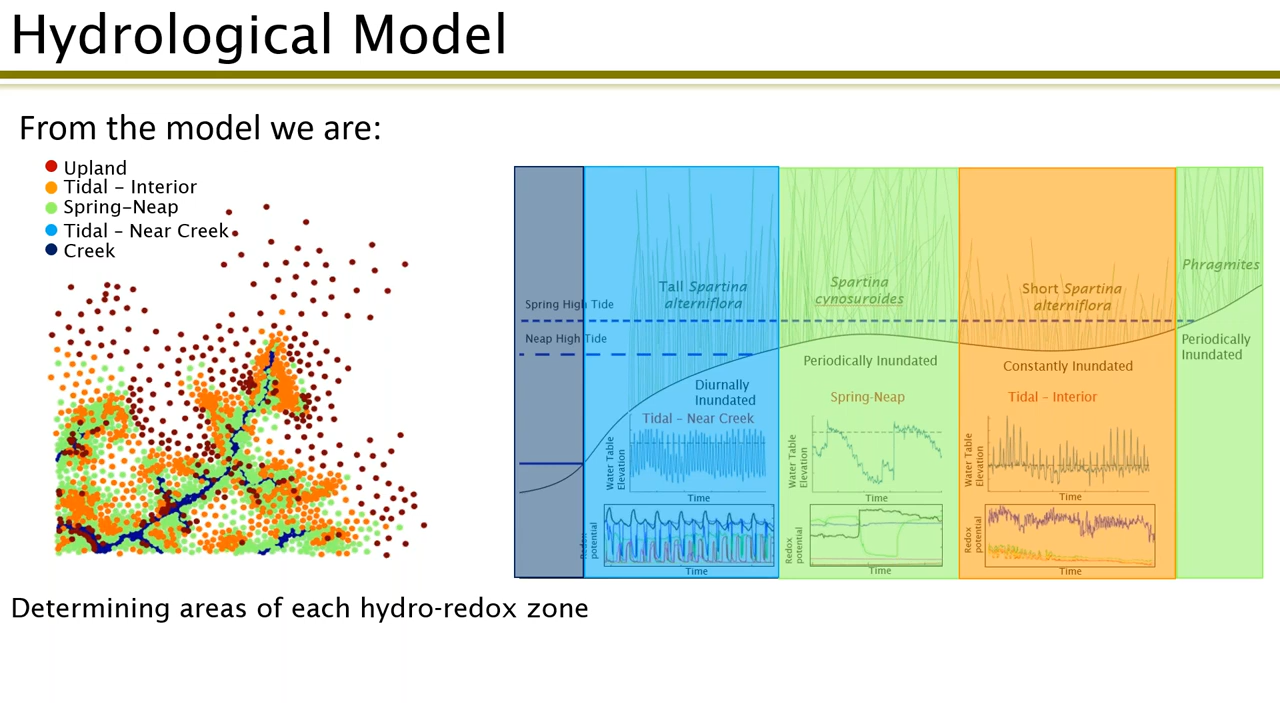 Hydrological Model
From the model we are:
Upland
Tidal – Interior
Spring–Neap
Tidal – Near Creek
Creek
Spring High Tide
Neap High Tide
Tall Spartina
alterniflora
Diurnally
Inundated
Tidal – Near Creek
Water Table
Elevation
Time
Redox
potential
Time
Spartina
cynosuroides
Periodically Inundated
Spring-Neap
Water Table
Elevation
Time
Redox
potential
Time
Short Spartina
alterniflora
Constantly Inundated
Tidal – Interior
Water Table
Elevation
Time
Redox
potential
Time
Phragmites
Periodically
Inundated
Determining areas of each hydro-redox zone